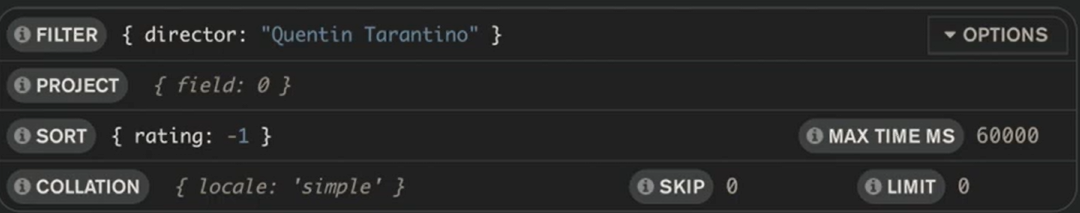 FILTER { director: "Quentin Tarantino" } OPTIONS
PROJECT { field: 0 }
SORT { rating: -1 } MAX TIME MS 60000
COLLATION { locale: 'simple' } SKIP 0 LIMIT 0